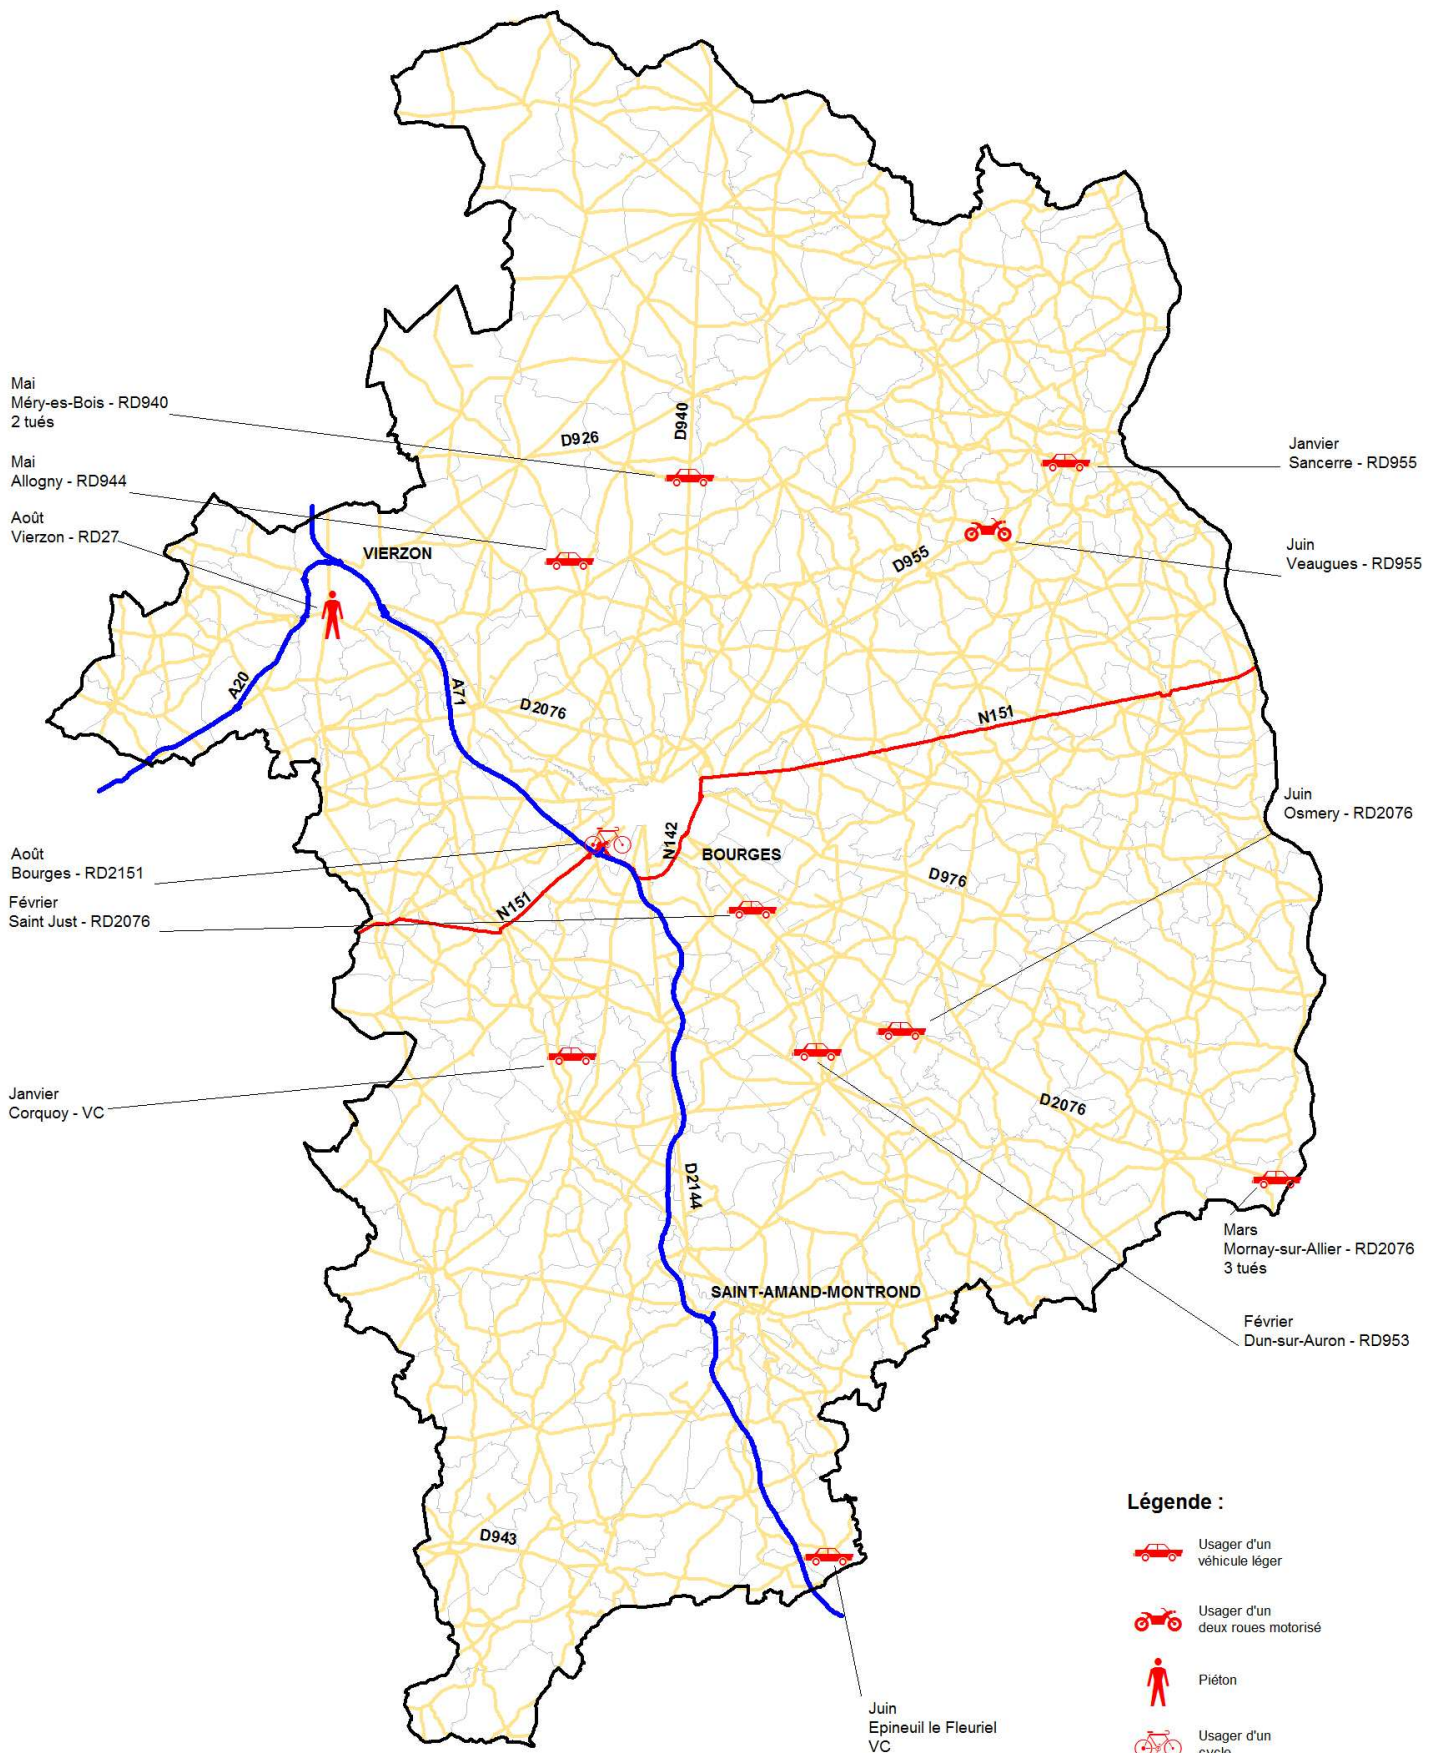 Mai
Méry-es-Bois - RD940
2 tués
Mai
Allogny - RD944
Août
Vierzon - RD27
VIERZON
D926
D940
Janvier
Sancerre - RD955
D955
Juin
Veaugues - RD955
A20
A71
D2076
N151
Juin
Osmery - RD2076
N142
BOURGES
D976
Août
Bourges - RD2151
Février
Saint Just - RD2076
N151
Janvier
Corquoy - VC
D2076
D2144
Mars
Mornay-sur-Allier - RD2076
3 tués
SAINT-AMAND-MONTROND
Février
Dun-sur-Auron - RD953
D943
Juin
Epineuil le Fleuriel
VC
Légende :
Usager d'un
véhicule léger
Usager d'un
deux roues motorisé
Piéton
Usager d'un
cycle